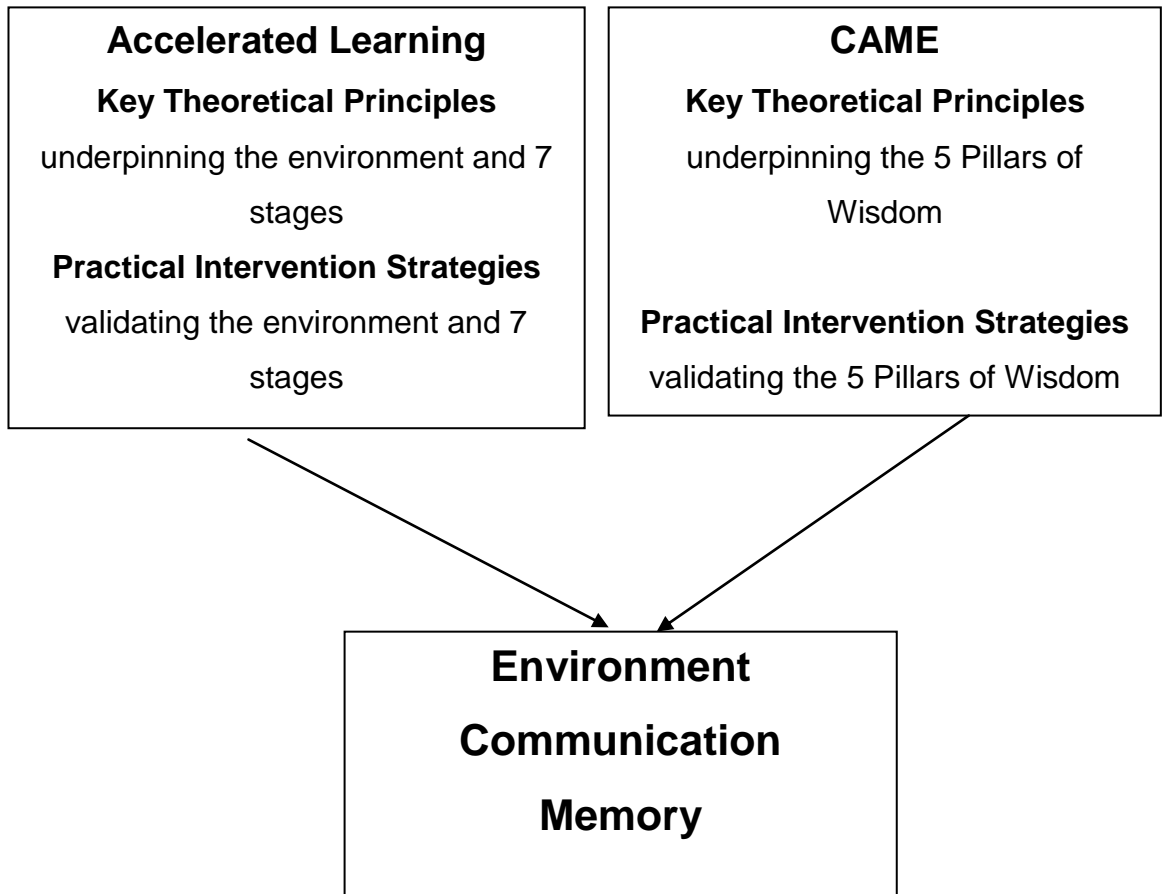 Accelerated Learning
Key Theoretical Principles
underpinning the environment and 7
stages
Practical Intervention Strategies
validating the environment and 7
stages
CAME
Key Theoretical Principles
underpinning the 5 Pillars of
Wisdom
Practical Intervention Strategies
validating the 5 Pillars of Wisdom
Environment
Communication
Memory